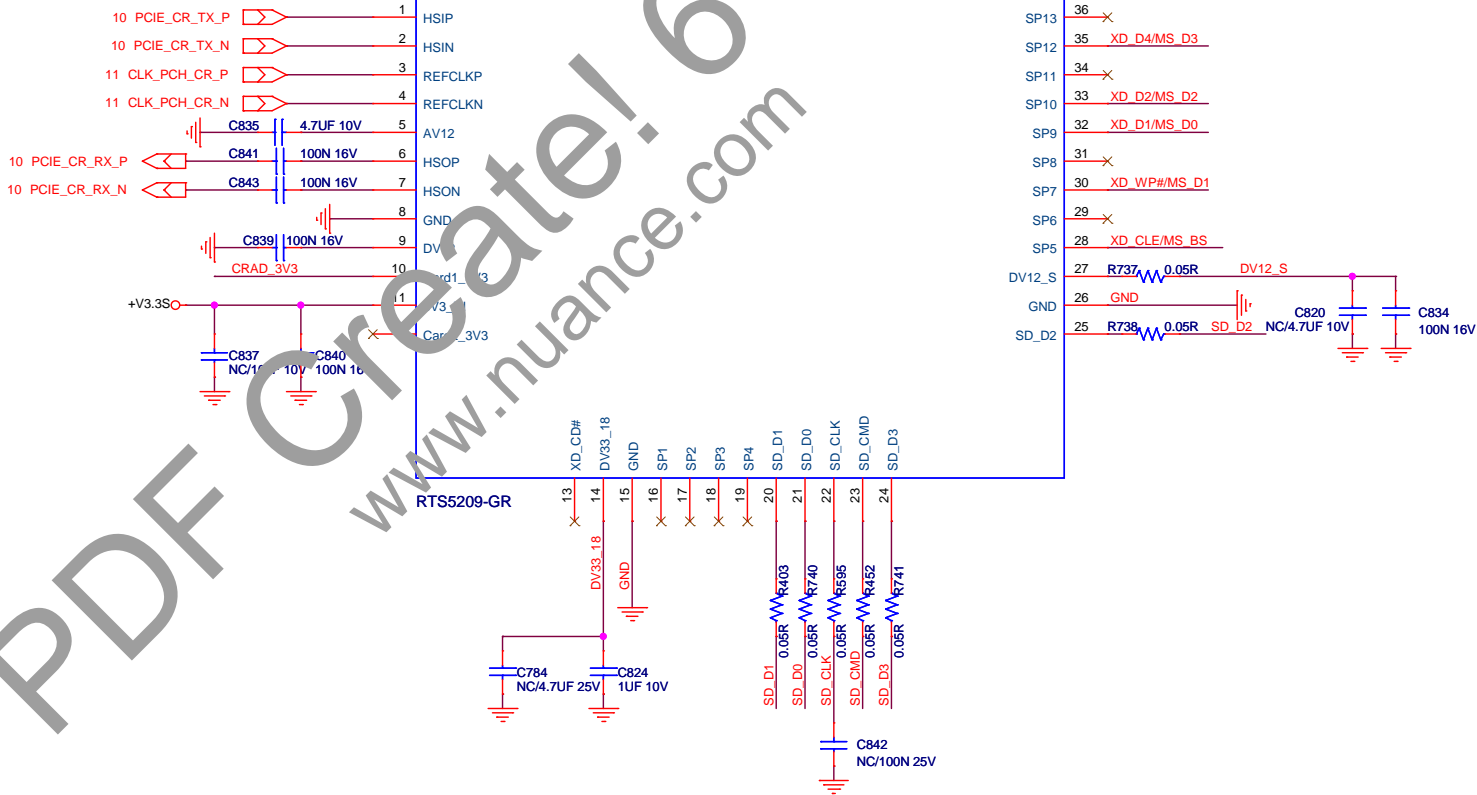 10 PCIE_CR_TX_P
1
HSIP
10 PCIE_CR_TX_N
2
HSIN
11 CLK_PCH_CR_P
3
REFCLKP
11 CLK_PCH_CR_N
4
REFCLKN
C835
4.7UF 10V
5
AV12
10 PCIE_CR_RX_P
C841
100N 16V
6
HSOP
10 PCIE_CR_RX_N
C843
100N 16V
7
HSON
8
GND
C839
100N 16V
9
CRAD_3V3
10
+V3.3S
11
C837
C840
100N 16
SP13
36
SP12
35
XD_D4/MS_D3
SP11
34
SP10
33
XD_D2/MS_D2
SP9
32
XD_D1/MS_D0
SP8
31
SP7
30
XD_WP#/MS_D1
SP6
29
SP5
28
XD_CLE/MS_BS
DV12_S
27
R737
0.05R
DV12_S
GND
26
GND
SD_D2
25
R738
0.05R
SD_D2
C820
NC/4.7UF 10V
C834
100N 16V
XD_CD#
DV33_18
GND
SP1
SP2
SP3
SP4
SD_D1
SD_D0
SD_CLK
SD_CMD
SD_D3
RTS5209-GR
13
14
15
16
17
18
19
20
21
22
23
24
DV33_18
GND
R403
R740
R595
R452
R741
0.05R
0.05R
0.05R
0.05R
0.05R
SD_D1
SD_D0
SD_CLK
SD_CMD
SD_D3
C784
NC/4.7UF 25V
C824
1UF 10V
C842
NC/100N 25V
PDF Create! 6
www.nuance.com